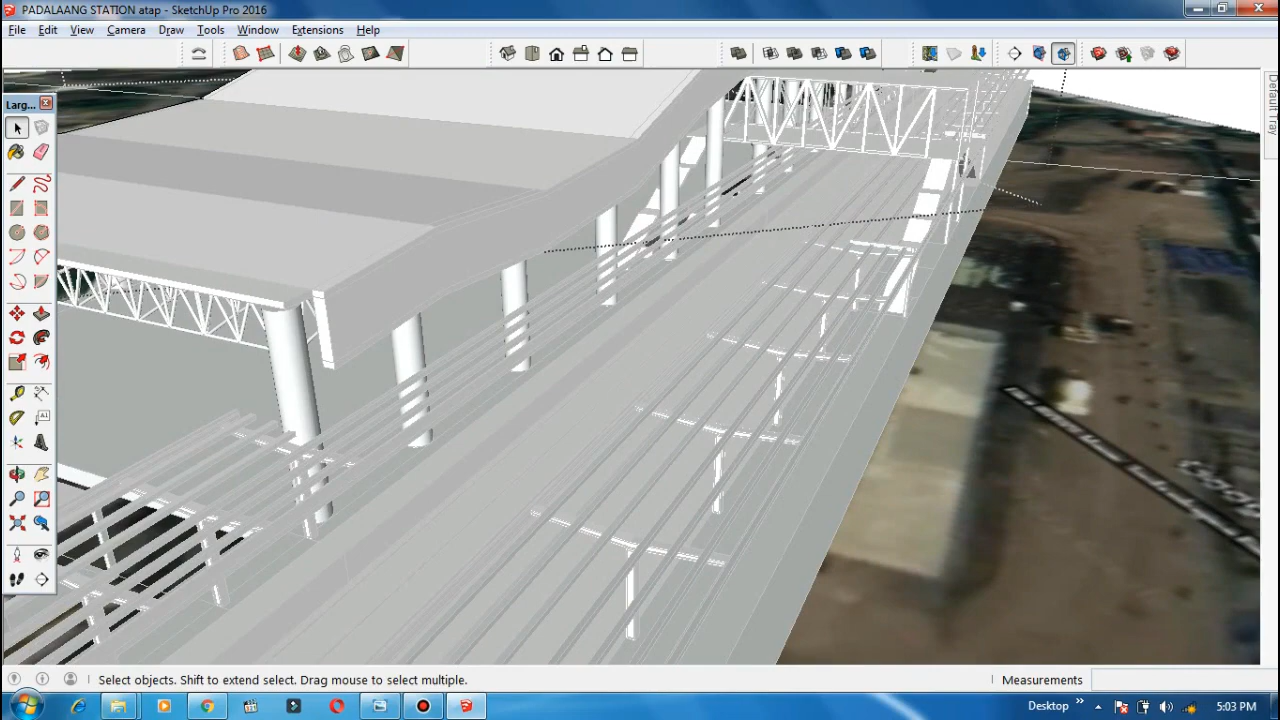 PADALAANG STATION atap - SketchUp Pro 2016
File Edit View Camera Draw Tools Window Extensions Help
Larg...
Default Tray
A1
Select objects. Shift to extend select. Drag mouse to select multiple.
Measurements
Desktop
5:03 PM